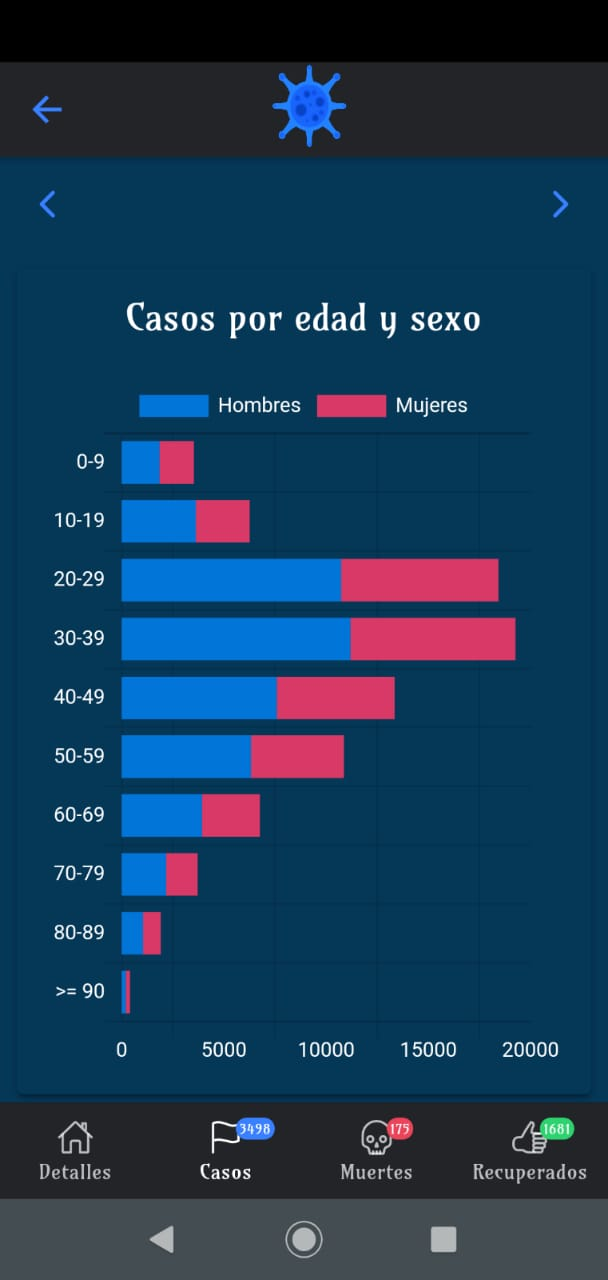 Casos por edad y sexo
Hombres Mujeres
0-9
10-19
20-29
30-39
40-49
50-59
60-69
70-79
80-89
>= 90
0 5000 10000 15000 20000
3498 175 1681
Detalles Casos Muertes Recuperados